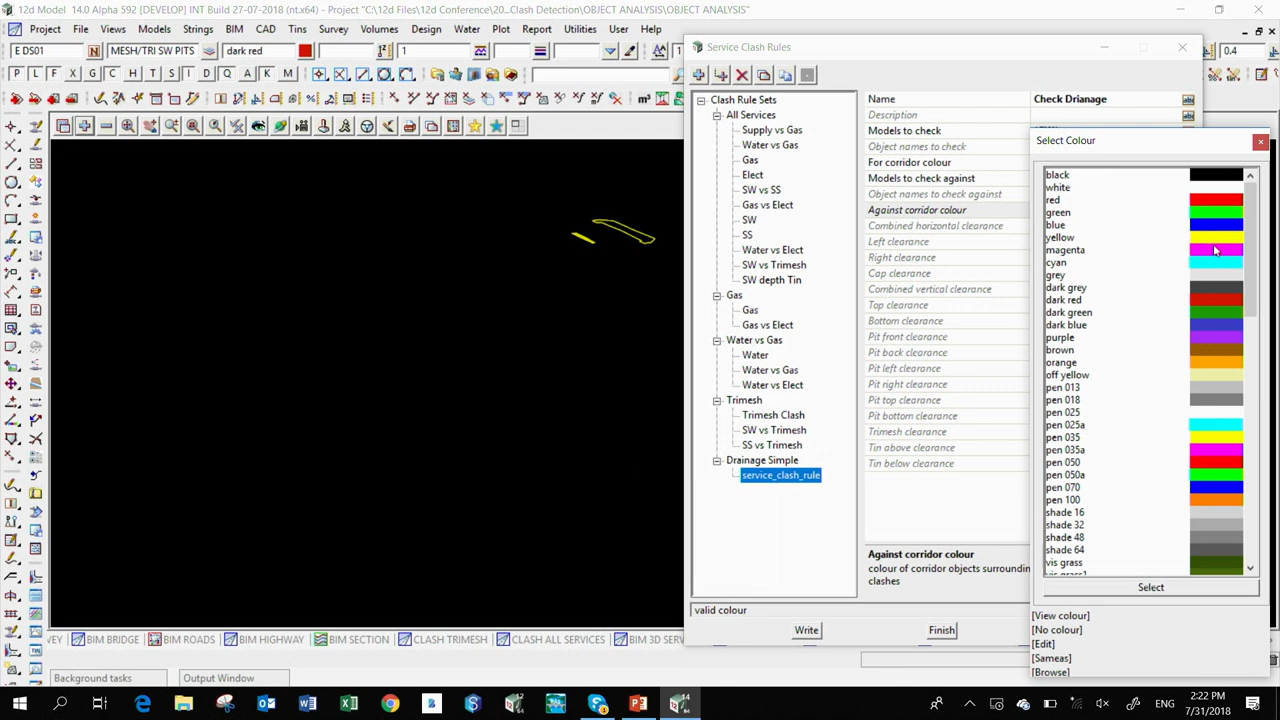 12d Model 14.0 Alpha 592 [DEVELOP] INT Build 27-07-2018 (nt.x64) - Project "C:\12d Files\12d Conference\20...Clash Detection\OBJECT ANALYSIS\OBJECT ANALYSIS"
Project File Views Models Strings BIM CAD Tins Survey Volumes Design Water Plot Report Utilities User Window Help
E DS01 N MESH/TRI SW PITS dark red 1 0.4
P L F X G C H T S I D Q A K M
m³
Service Clash Rules
Clash Rule Sets
All Services
Supply vs Gas
Water vs Gas
Gas
Elect
SW vs SS
Gas vs Elect
SW
SS
Water vs Elect
SW vs Trimesh
SW depth Tin
Gas
Gas
Gas vs Elect
Water vs Gas
Water
Water vs Gas
Water vs Elect
Trimesh
Trimesh Clash
SW vs Trimesh
SS vs Trimesh
Drainage Simple
service_clash_rule
Name Check Drianage
Description
Models to check
Object names to check
For corridor colour
Models to check against
Object names to check against
Against corridor colour
Combined horizontal clearance
Left clearance
Right clearance
Cap clearance
Combined vertical clearance
Top clearance
Bottom clearance
Pit front clearance
Pit back clearance
Pit left clearance
Pit right clearance
Pit top clearance
Pit bottom clearance
Trimesh clearance
Tin above clearance
Tin below clearance
Against corridor colour
colour of corridor objects surroundin
clashes
valid colour
Write Finish
Select Colour
black
white
red
green
blue
yellow
magenta
cyan
grey
dark grey
dark red
dark green
dark blue
purple
brown
orange
off yellow
pen 013
pen 018
pen 025
pen 025a
pen 035
pen 035a
pen 050
pen 050a
pen 070
pen 100
shade 16
shade 32
shade 48
shade 64
vis grass
vis grass1
Select
[View colour]
[No colour]
[Edit]
[Sameas]
[Browse]
VEY BIM BRIDGE BIM ROADS BIM HIGHWAY BIM SECTION CLASH TRIMESH CLASH ALL SERVICES BIM 3D SERV
Background tasks Output Window
ENG
2:22 PM
7/31/2018